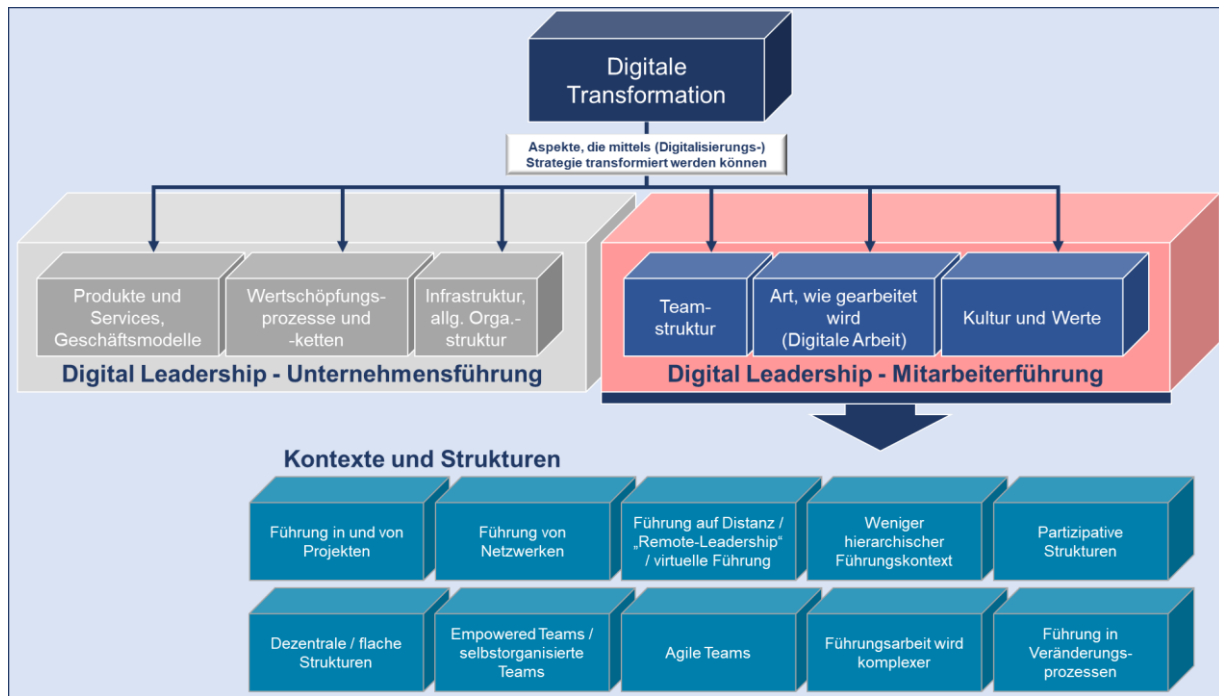 Digitale
Transformation
Aspekte, die mittels (Digitalisierungs-)
Strategie transformiert werden können
Produkte und
Services,
Geschäftsmodelle
Wertschöpfungs-
prozesse und
-ketten
Infrastruktur,
allg. Orga.-
struktur
Digital Leadership - Unternehmensführung
Team-
struktur
Art, wie gearbeitet
wird
(Digitale Arbeit)
Kultur und Werte
Digital Leadership - Mitarbeiterführung
Kontexte und Strukturen
Führung in und von
Projekten
Führung von
Netzwerken
Führung auf Distanz /
„Remote-Leadership“
/ virtuelle Führung
Weniger
hierarchischer
Führungskontext
Partizipative
Strukturen
Dezentrale / flache
Strukturen
Empowered Teams /
selbstorganisierte
Teams
Agile Teams
Führungsarbeit wird
komplexer
Führung in
Veränderungs-
prozessen